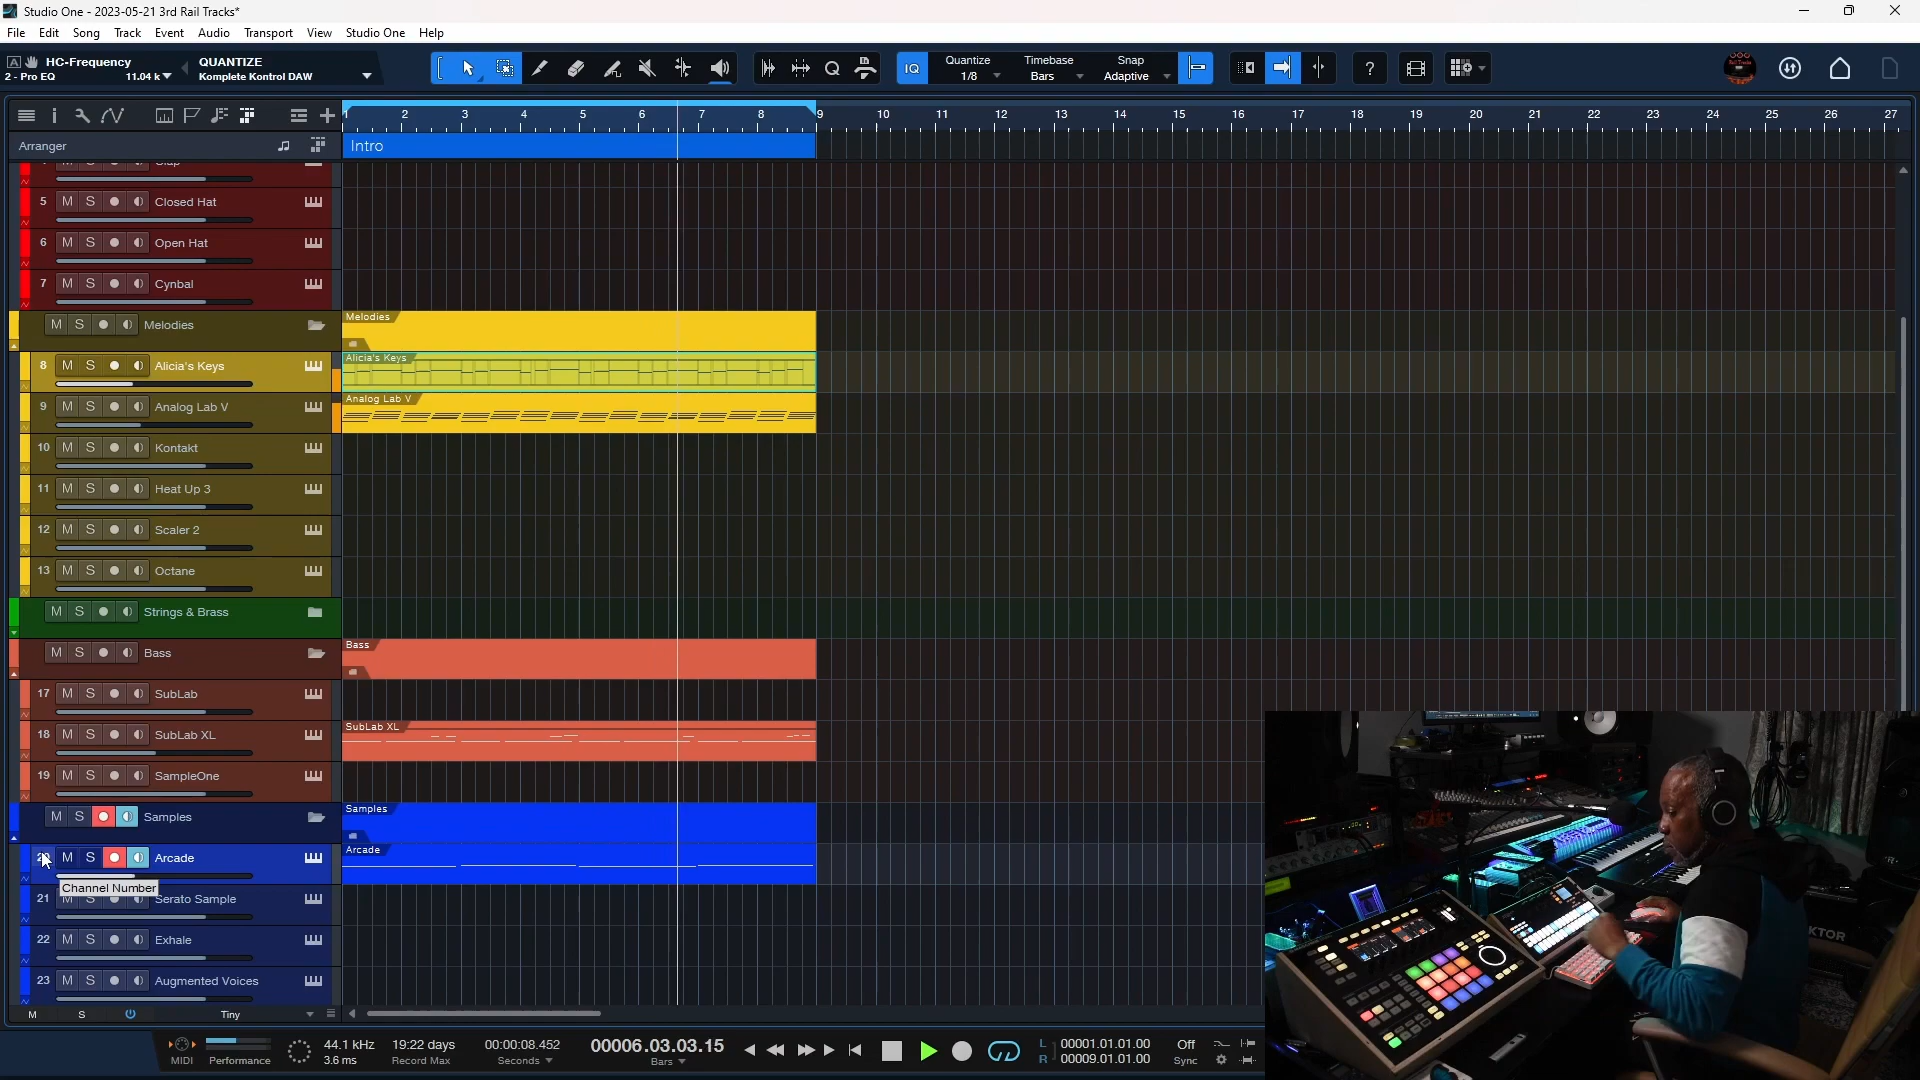 Studio One - 2023-05-21 3rd Rail Tracks*
File Edit Song Track Event Audio Transport View Studio One Help
HC-Frequency
2 - Pro EQ 11.04 k
QUANTIZE
Komplete Kontrol DAW
IQ
Quantize
1/8
Timebase
Bars
Snap
Adaptive
?
1 2 3 4 5 6 7 8 9 10 11 12 13 14 15 16 17 18 19 20 21 22 23 24 25 26 27
Arranger
Intro
5 M S Closed Hat
6 M S Open Hat
7 M S Cynbal
M S Melodies
Melodies
8 M S Alicia's Keys
Alicia's Keys
9 M S Analog Lab V
Analog Lab V
10 M S Kontakt
11 M S Heat Up 3
12 M S Scaler 2
13 M S Octane
M S Strings & Brass
M S Bass
Bass
17 M S SubLab
18 M S SubLab XL
SubLab XL
19 M S SampleOne
M S Samples
Samples
M S Arcade
Arcade
Channel Number
21 M S Serato Sample
22 M S Exhale
23 M S Augmented Voices
M S Tiny
MIDI
Performance
44.1 kHz
3.6 ms
19:22 days
Record Max
00:00:08.452
Seconds
00006.03.03.15
Bars
L 00001.01.01.00
R 00009.01.01.00
Off
Sync